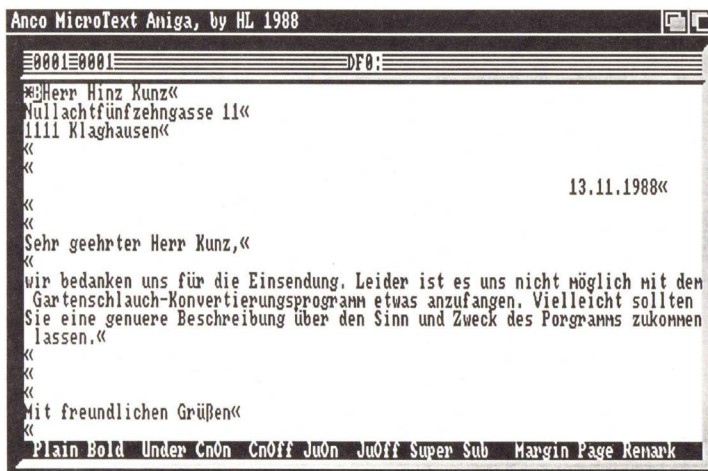 Anco MicroText Amiga, by HL 1988
0001 0001 DF0:
*BHerr Hinz Kunz«
Nullachtfünfzehngasse 11«
1111 Klaghausen«
«
«
13.11.1988«
«
«
Sehr geehrter Herr Kunz,«
«
wir bedanken uns für die Einsendung. Leider ist es uns nicht möglich mit dem
Gartenschlauch-Konvertierungsprogramm etwas anzufangen. Vielleicht sollten
Sie eine genuere Beschreibung über den Sinn und Zweck des Porgramms zukommen
lassen.«
«
«
«
Mit freundlichen Grüßen«
«
Plain Bold Under CnOn CnOff JuOn JuOff Super Sub Margin Page Remark